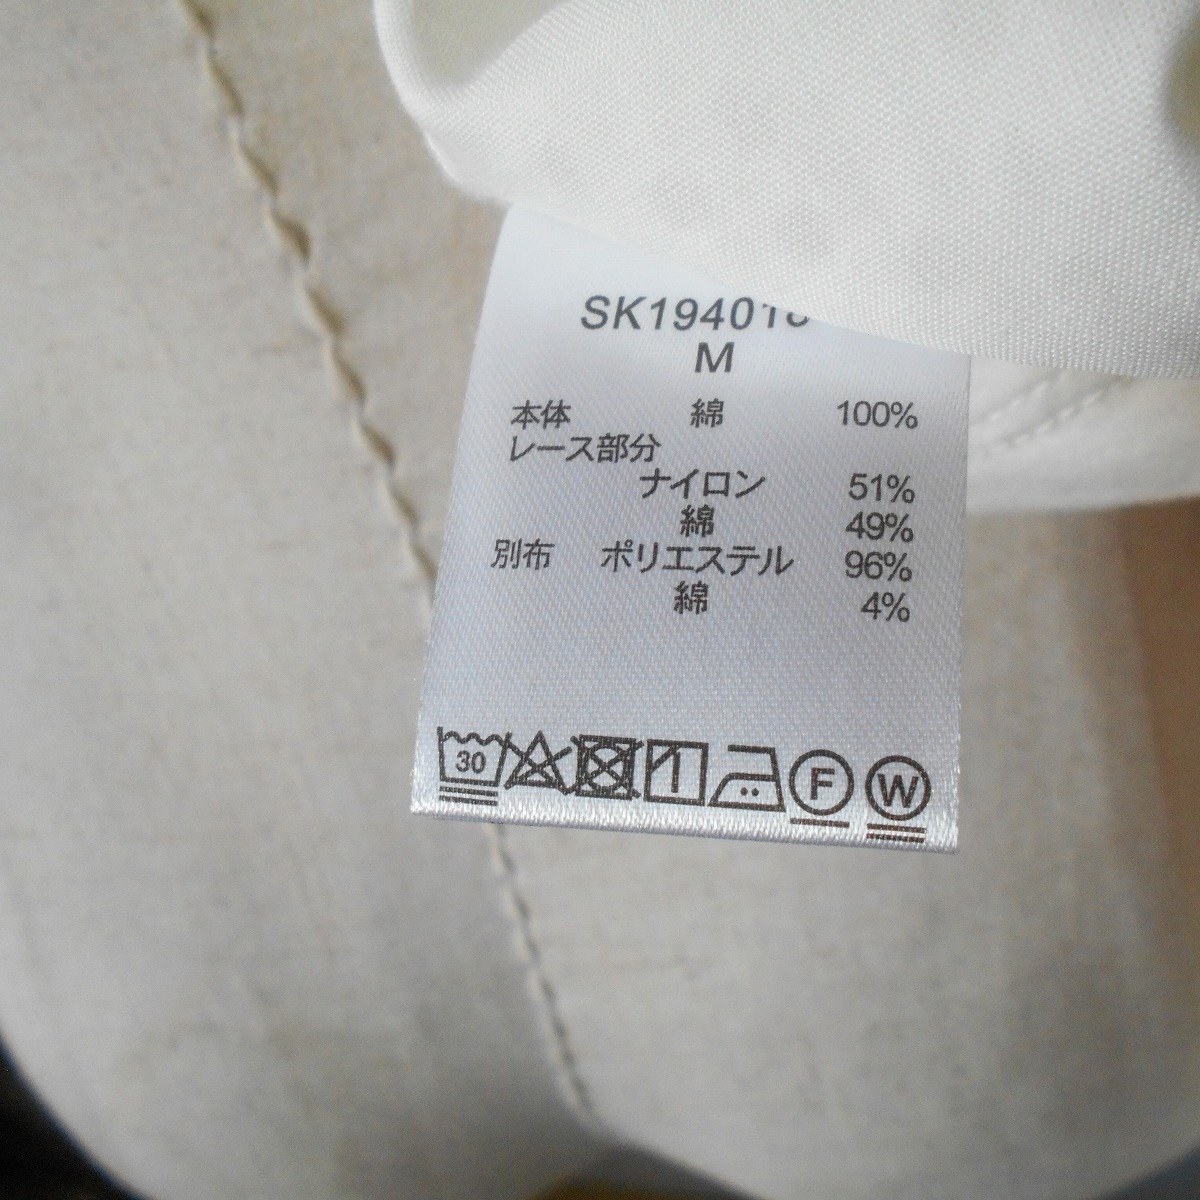 SK194018
M
本体 綿 100%
レース部分
ナイロン 51%
綿 49%
別布 ポリエステル 96%
綿 4%
30 F W